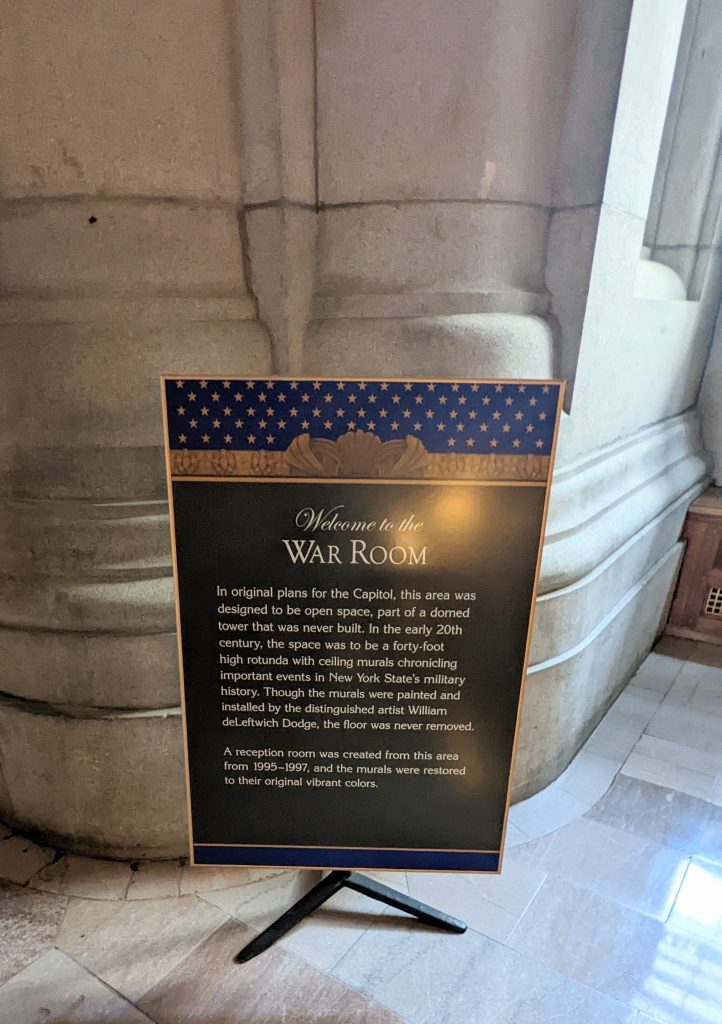 Welcome to the
WAR ROOM
In original plans for the Capitol, this area was
designed to be open space, part of a domed
tower that was never built. In the early 20th
century, the space was to be a forty-foot
high rotunda with ceiling murals chronicling
important events in New York State's military
history. Though the murals were painted and
installed by the distinguished artist William
deLeftwich Dodge, the floor was never removed.
A reception room was created from this area
from 1995–1997, and the murals were restored
to their original vibrant colors.